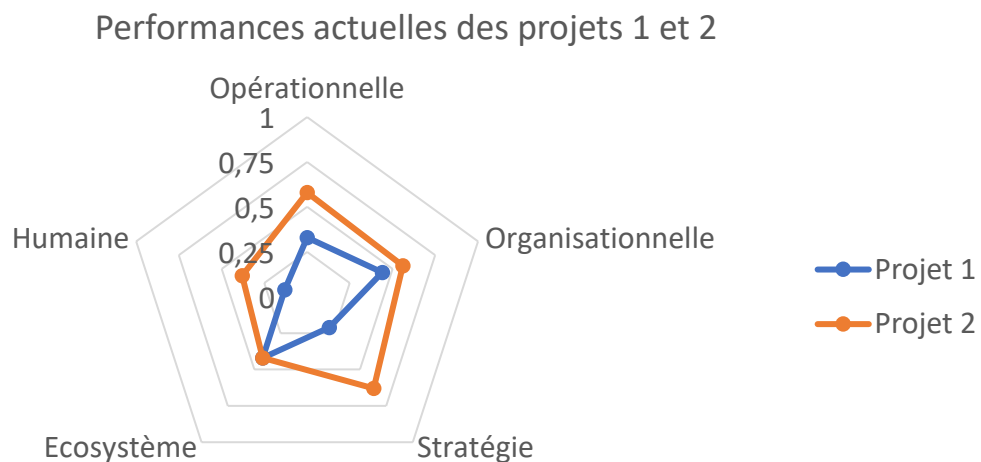 Performances actuelles des projets 1 et 2
Opérationnelle
1
0,75
0,5
0,25
0
Humaine
Organisationnelle
Ecosystème
Stratégie
Projet 1
Projet 2